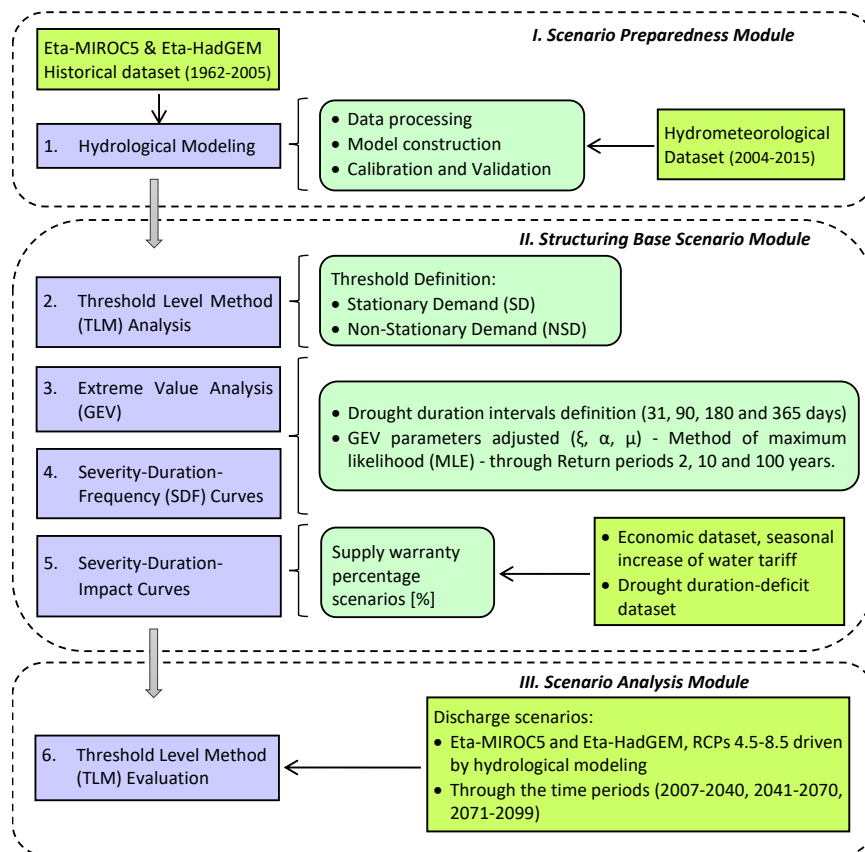 I. Scenario Preparedness Module
Eta-MIROC5 & Eta-HadGEM
Historical dataset (1962-2005)
1. Hydrological Modeling
• Data processing
• Model construction
• Calibration and Validation
Hydrometeorological
Dataset (2004-2015)
II. Structuring Base Scenario Module
2. Threshold Level Method
(TLM) Analysis
Threshold Definition:
• Stationary Demand (SD)
• Non-Stationary Demand (NSD)
3. Extreme Value Analysis
(GEV)
4. Severity-Duration-
Frequency (SDF) Curves
• Drought duration intervals definition (31, 90, 180 and 365 days)
• GEV parameters adjusted (ξ, α, μ) - Method of maximum
likelihood (MLE) - through Return periods 2, 10 and 100 years.
5. Severity-Duration-
Impact Curves
Supply warranty
percentage
scenarios [%]
• Economic dataset, seasonal
increase of water tariff
• Drought duration-deficit
dataset
III. Scenario Analysis Module
6. Threshold Level Method
(TLM) Evaluation
Discharge scenarios:
• Eta-MIROC5 and Eta-HadGEM, RCPs 4.5-8.5 driven
by hydrological modeling
• Through the time periods (2007-2040, 2041-2070,
2071-2099)